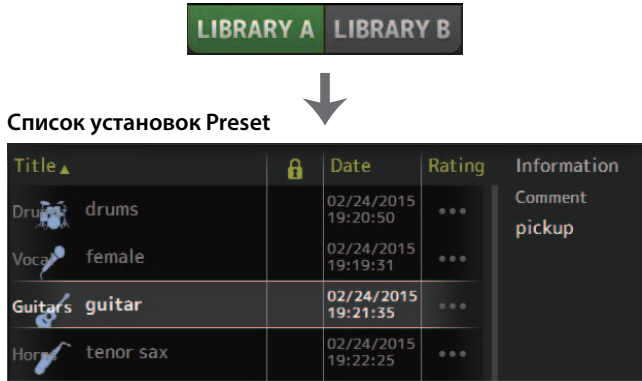 LIBRARY A LIBRARY B
Список установок Preset
Title▲ Date Rating Information
Comment
pickup
Drums drums 02/24/2015
19:20:50
Vocal female 02/24/2015
19:19:31
Guitars guitar 02/24/2015
19:21:35
Horns tenor sax 02/24/2015
19:22:25